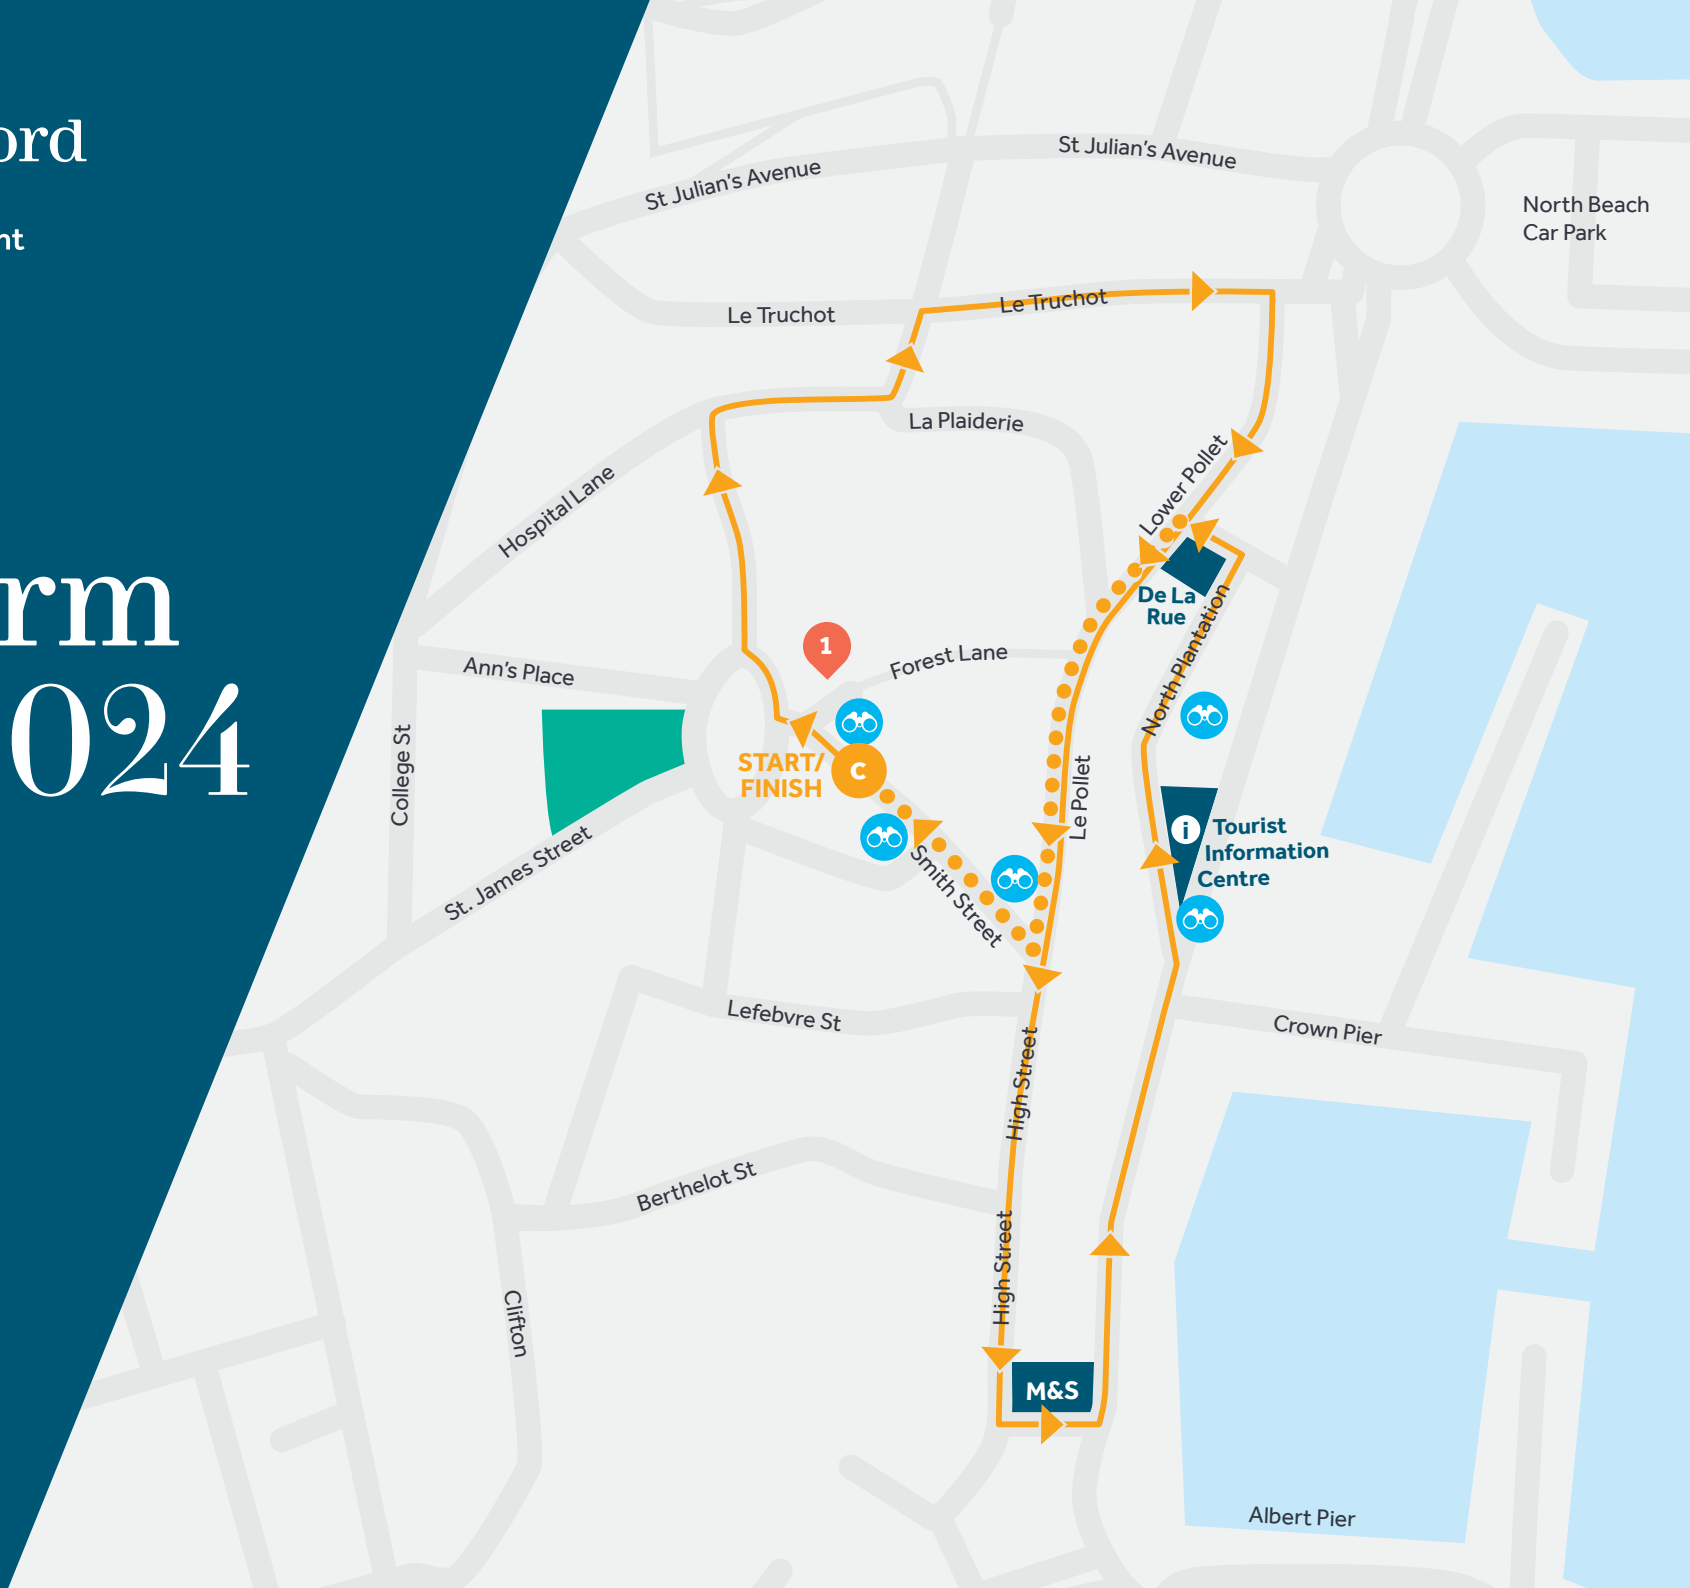 ord
nt
rm
024
St Julian's Avenue
St Julian's Avenue
North Beach
Car Park
Le Truchot
Le Truchot
La Plaiderie
Hospital Lane
Lower Pollet
De La
Rue
North Plantation
Ann's Place
1
Forest Lane
College St
START/
FINISH
C
Le Pollet
i
Tourist
Information
Centre
St. James Street
Smith Street
Lefebvre St
High Street
Crown Pier
Berthelot St
High Street
Clifton
M&S
Albert Pier